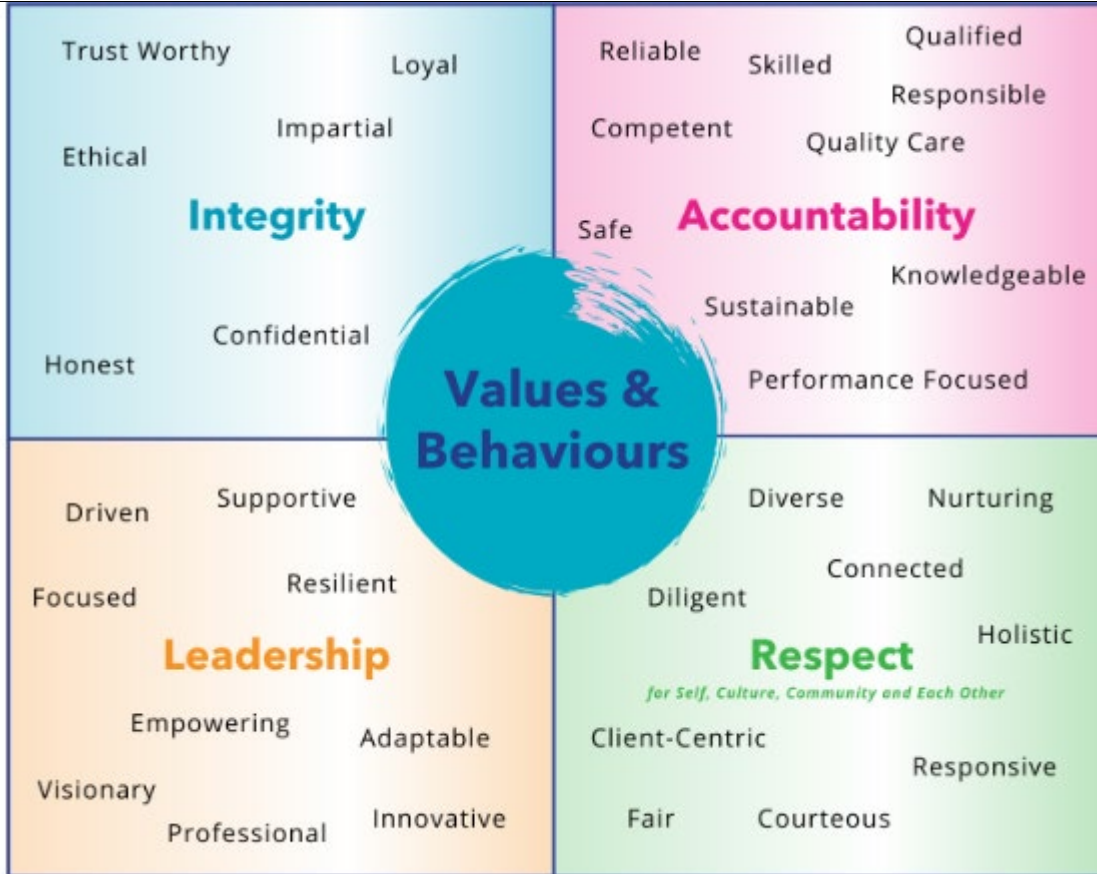 Trust Worthy
Loyal
Impartial
Ethical
Integrity
Confidential
Honest
Reliable
Skilled
Qualified
Responsible
Competent
Quality Care
Safe
Accountability
Knowledgeable
Sustainable
Performance Focused
Values &
Behaviours
Driven
Supportive
Focused
Resilient
Leadership
Empowering
Adaptable
Visionary
Professional
Innovative
Diverse
Nurturing
Connected
Diligent
Holistic
Respect
for Self, Culture, Community and Each Other
Client-Centric
Responsive
Fair
Courteous